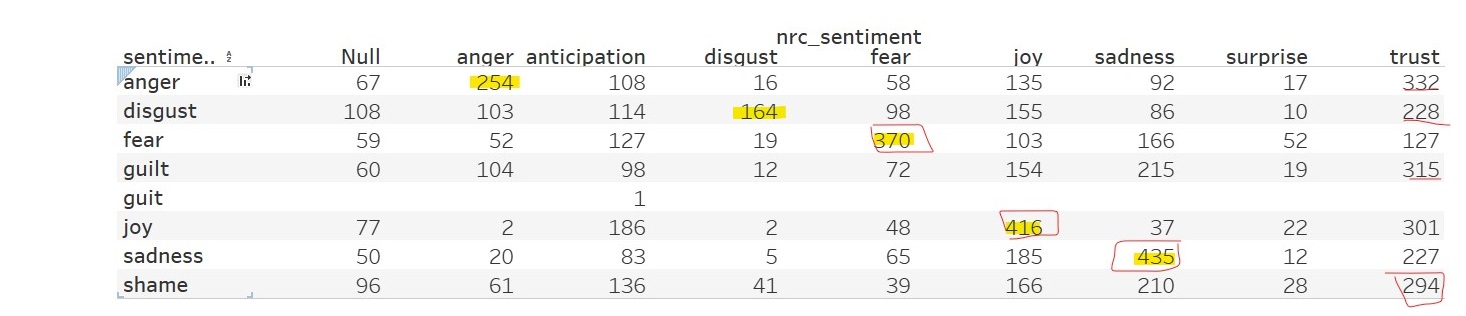 nrc_sentiment
sentime.. Null anger anticipation disgust fear joy sadness surprise trust
anger 67 254 108 16 58 135 92 17 332
disgust 108 103 114 164 98 155 86 10 228
fear 59 52 127 19 370 103 166 52 127
guilt 60 104 98 12 72 154 215 19 315
guit 1
joy 77 2 186 2 48 416 37 22 301
sadness 50 20 83 5 65 185 435 12 227
shame 96 61 136 41 39 166 210 28 294